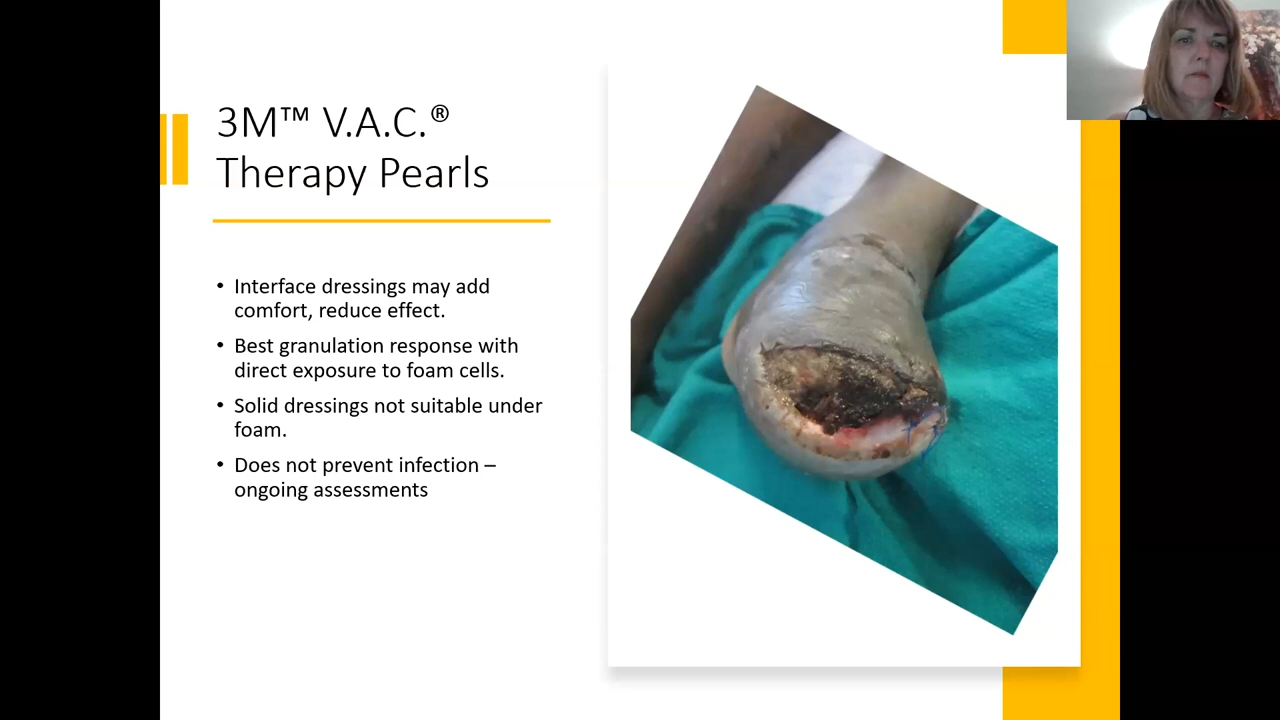 3M™ V.A.C.®
Therapy Pearls
• Interface dressings may add
comfort, reduce effect.
• Best granulation response with
direct exposure to foam cells.
• Solid dressings not suitable under
foam.
• Does not prevent infection –
ongoing assessments